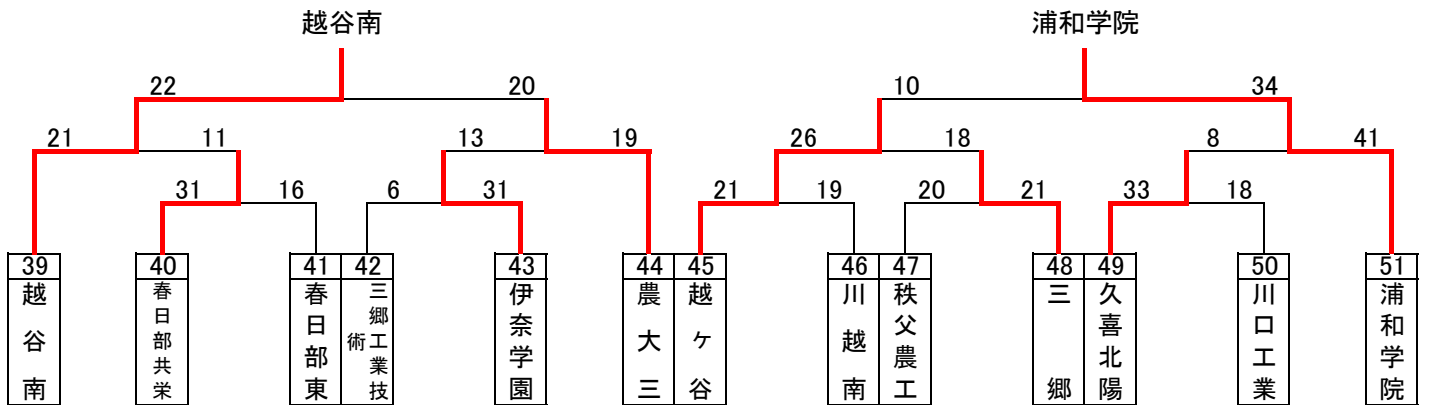 越谷南 浦和学院
22 20 10 34
21 11 13 19 26 18 8 41
31 16 6 31 21 19 20 21 33 18
39 40 41 42 43 44 45 46 47 48 49 50 51
越谷南
春日部共栄
春日部東
三郷工業技術
伊奈学園
農大三
越ヶ谷
川越南
秩父農工
三郷
久喜北陽
川口工業
浦和学院